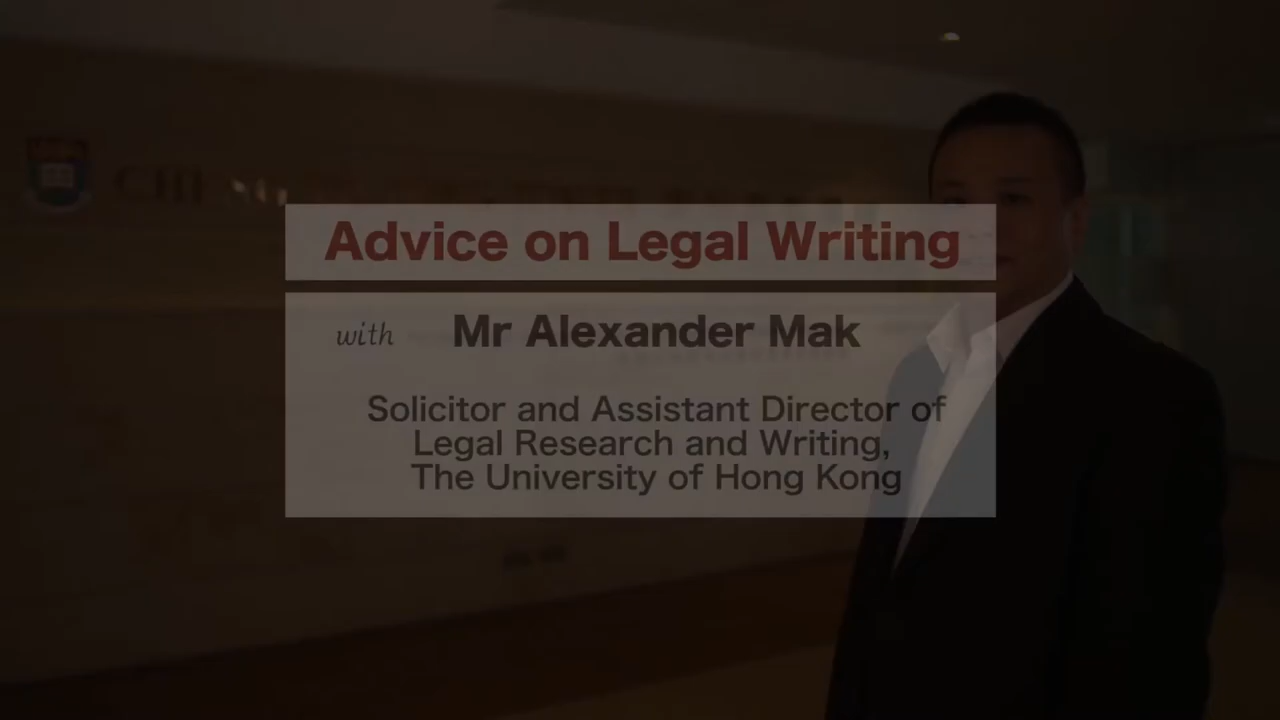 Advice on Legal Writing
with Mr Alexander Mak
Solicitor and Assistant Director of
Legal Research and Writing,
The University of Hong Kong